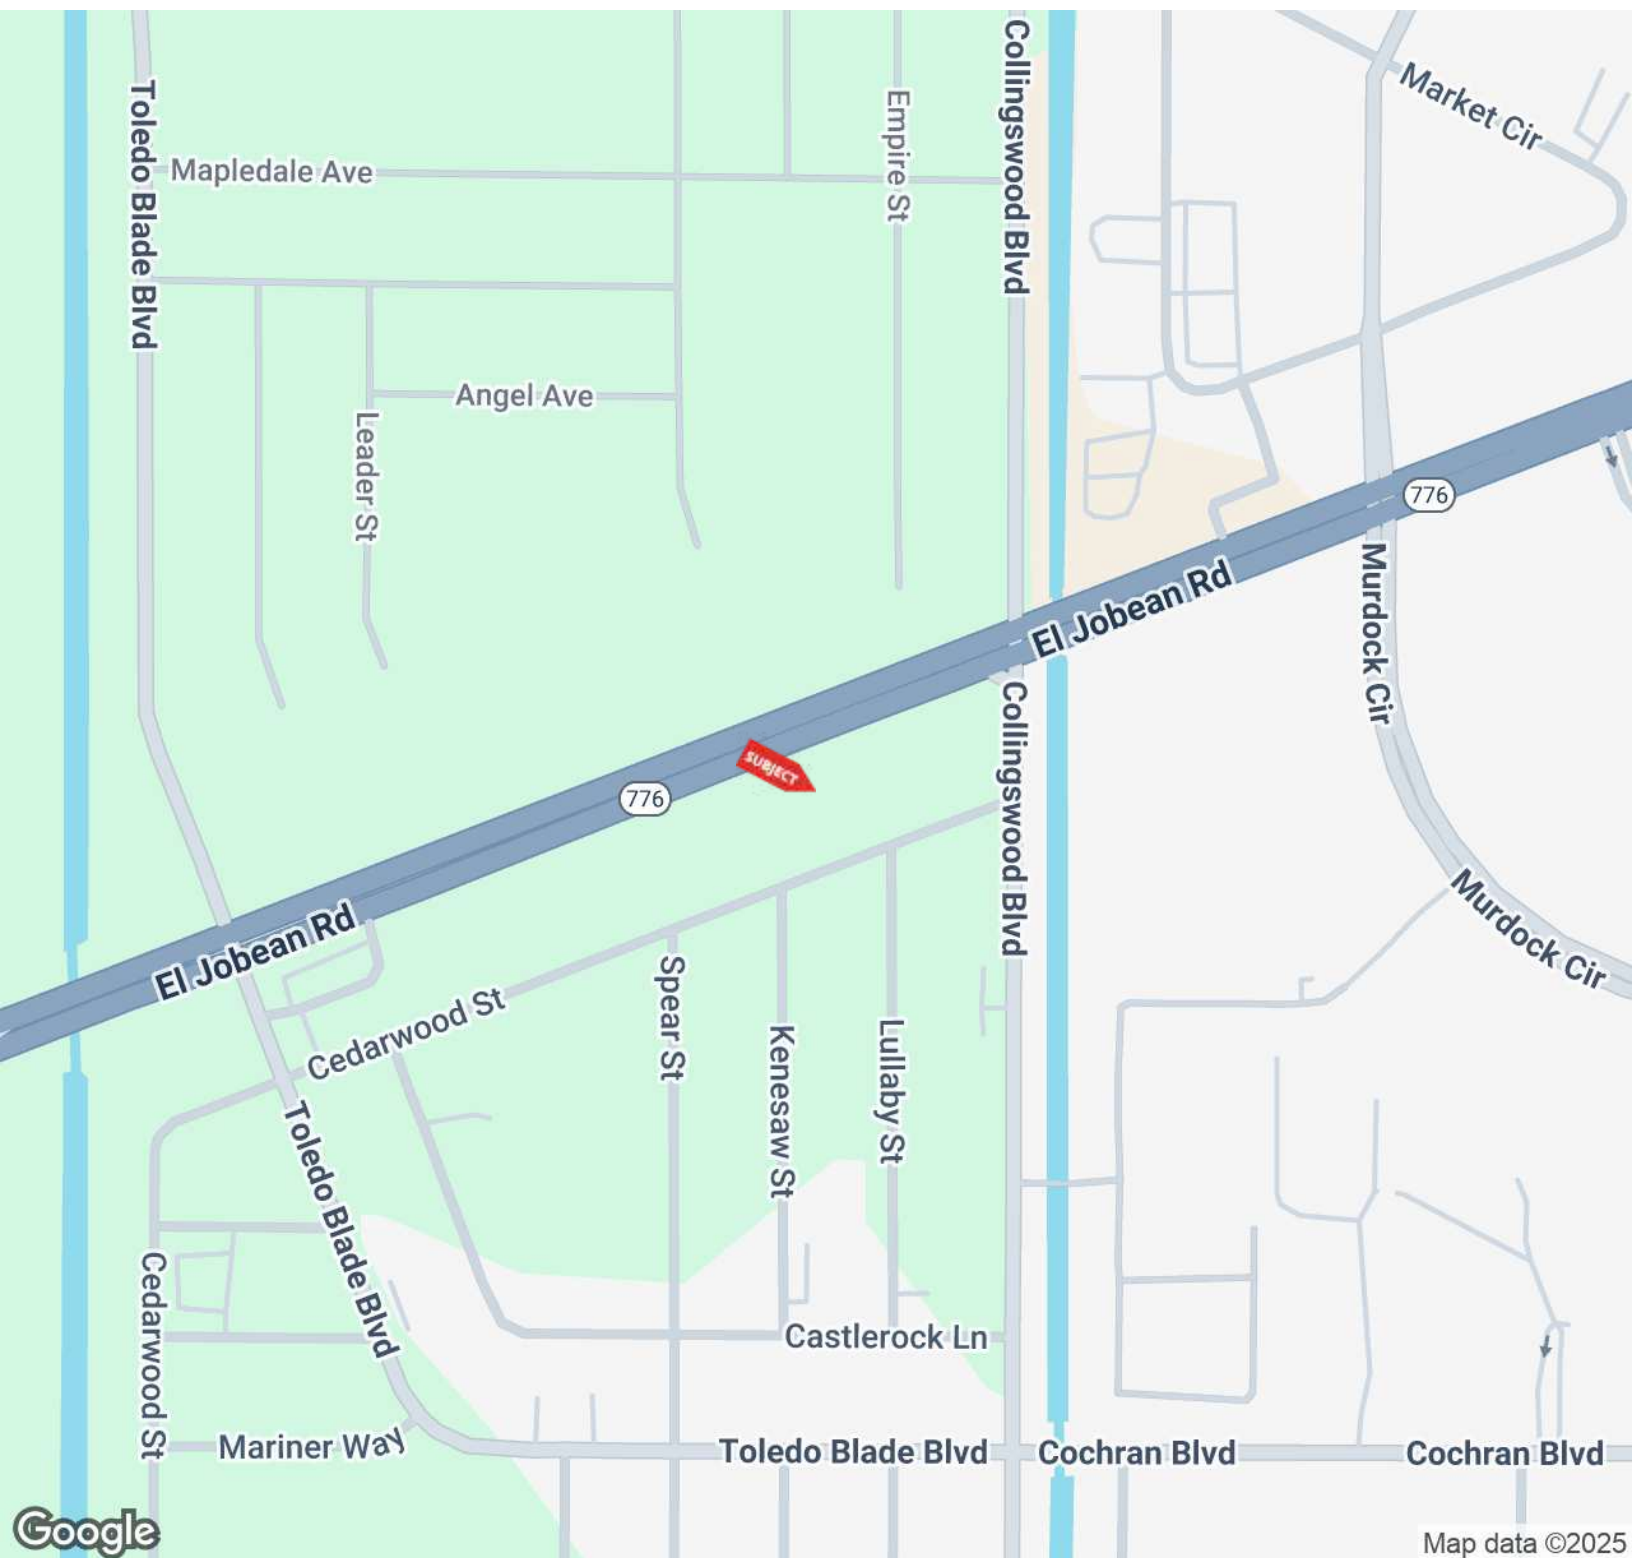 Collingswood Blvd
Market Cir
Toledo Blade Blvd
Empire St
Mapledale Ave
Angel Ave
Leader St
776
El Jobean Rd
Murdock Cir
Collingswood Blvd
SUBJECT
776
Murdock Cir
El Jobean Rd
Cedarwood St
Spear St
Kenesaw St
Lullaby St
Toledo Blade Blvd
Cedarwood St
Castlerock Ln
Mariner Way
Toledo Blade Blvd
Cochran Blvd
Cochran Blvd
Google
Map data ©2025